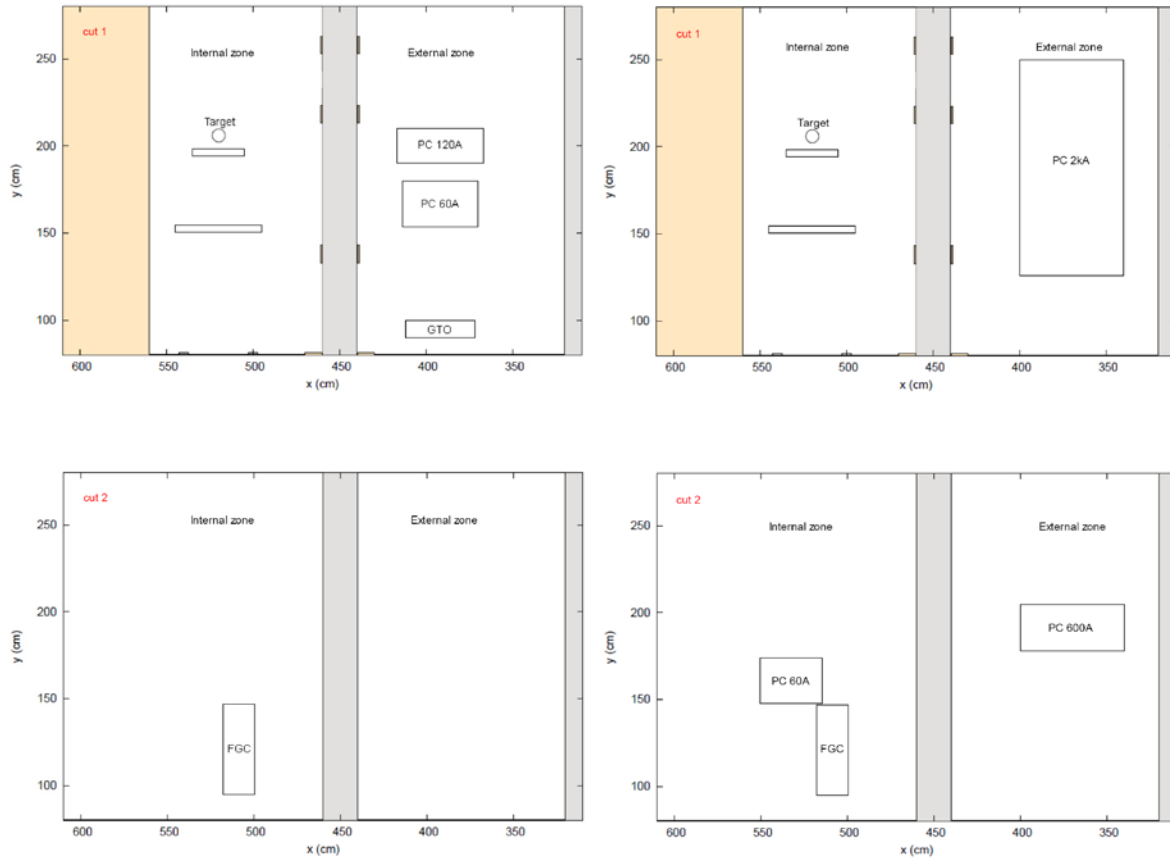 cut 1
Internal zone
External zone
250
Target
200
PC 120A
PC 60A
150
100
GTO
y (cm)
600 550 500 450 400 350
x (cm)
cut 1
Internal zone
External zone
250
Target
200
PC 2kA
150
100
y (cm)
600 550 500 450 400 350
x (cm)
cut 2
Internal zone
External zone
250
200
150
FGC
100
y (cm)
600 550 500 450 400 350
x (cm)
cut 2
Internal zone
External zone
250
200
PC 600A
PC 60A
150
FGC
100
y (cm)
600 550 500 450 400 350
x (cm)